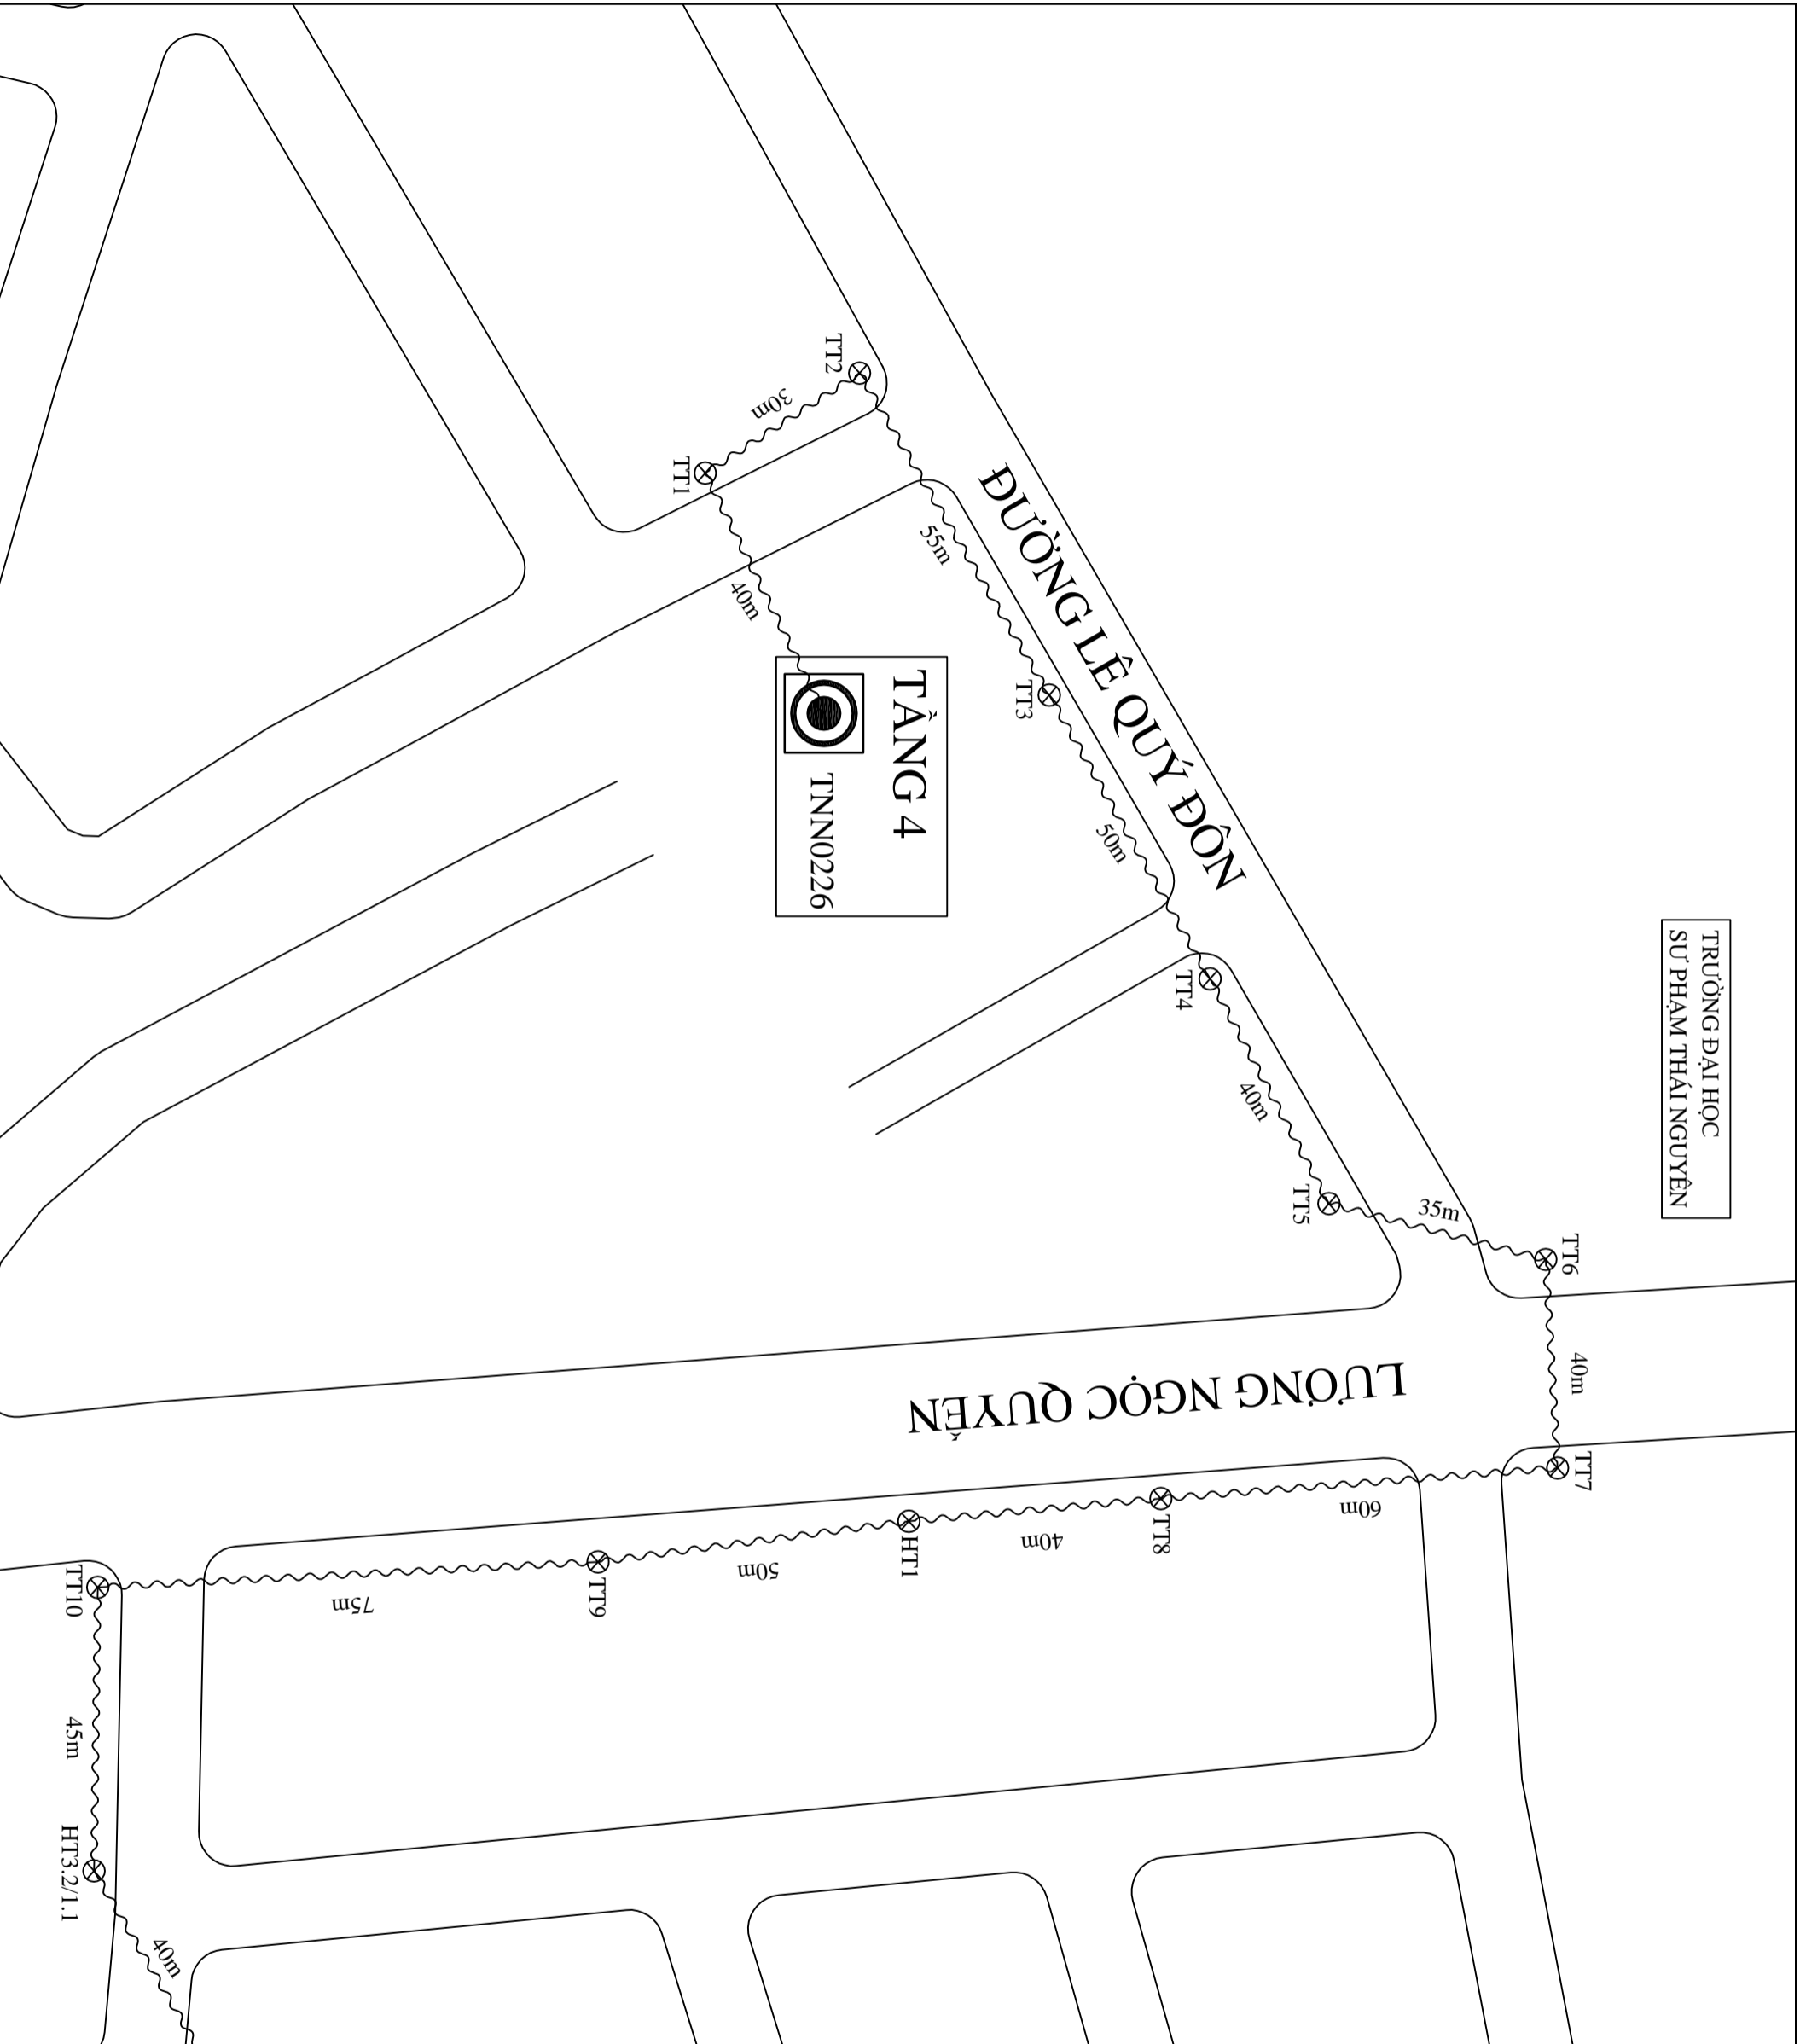 TT2
30m
TT1
40m
55m
ĐƯỜNG LÊ QUÝ ĐÔN
TT3
TẦNG 4
TNN0226
50m
TRƯỜNG ĐẠI HỌC
SƯ PHẠM THÁI NGUYÊN
TT4
40m
TT5
35m
TT6
40m
LƯƠNG NGỌC QUYẾN
TT7
60m
TT8
40m
HT1
50m
TT9
75m
TT10
45m
HT3.2/1.1
40m